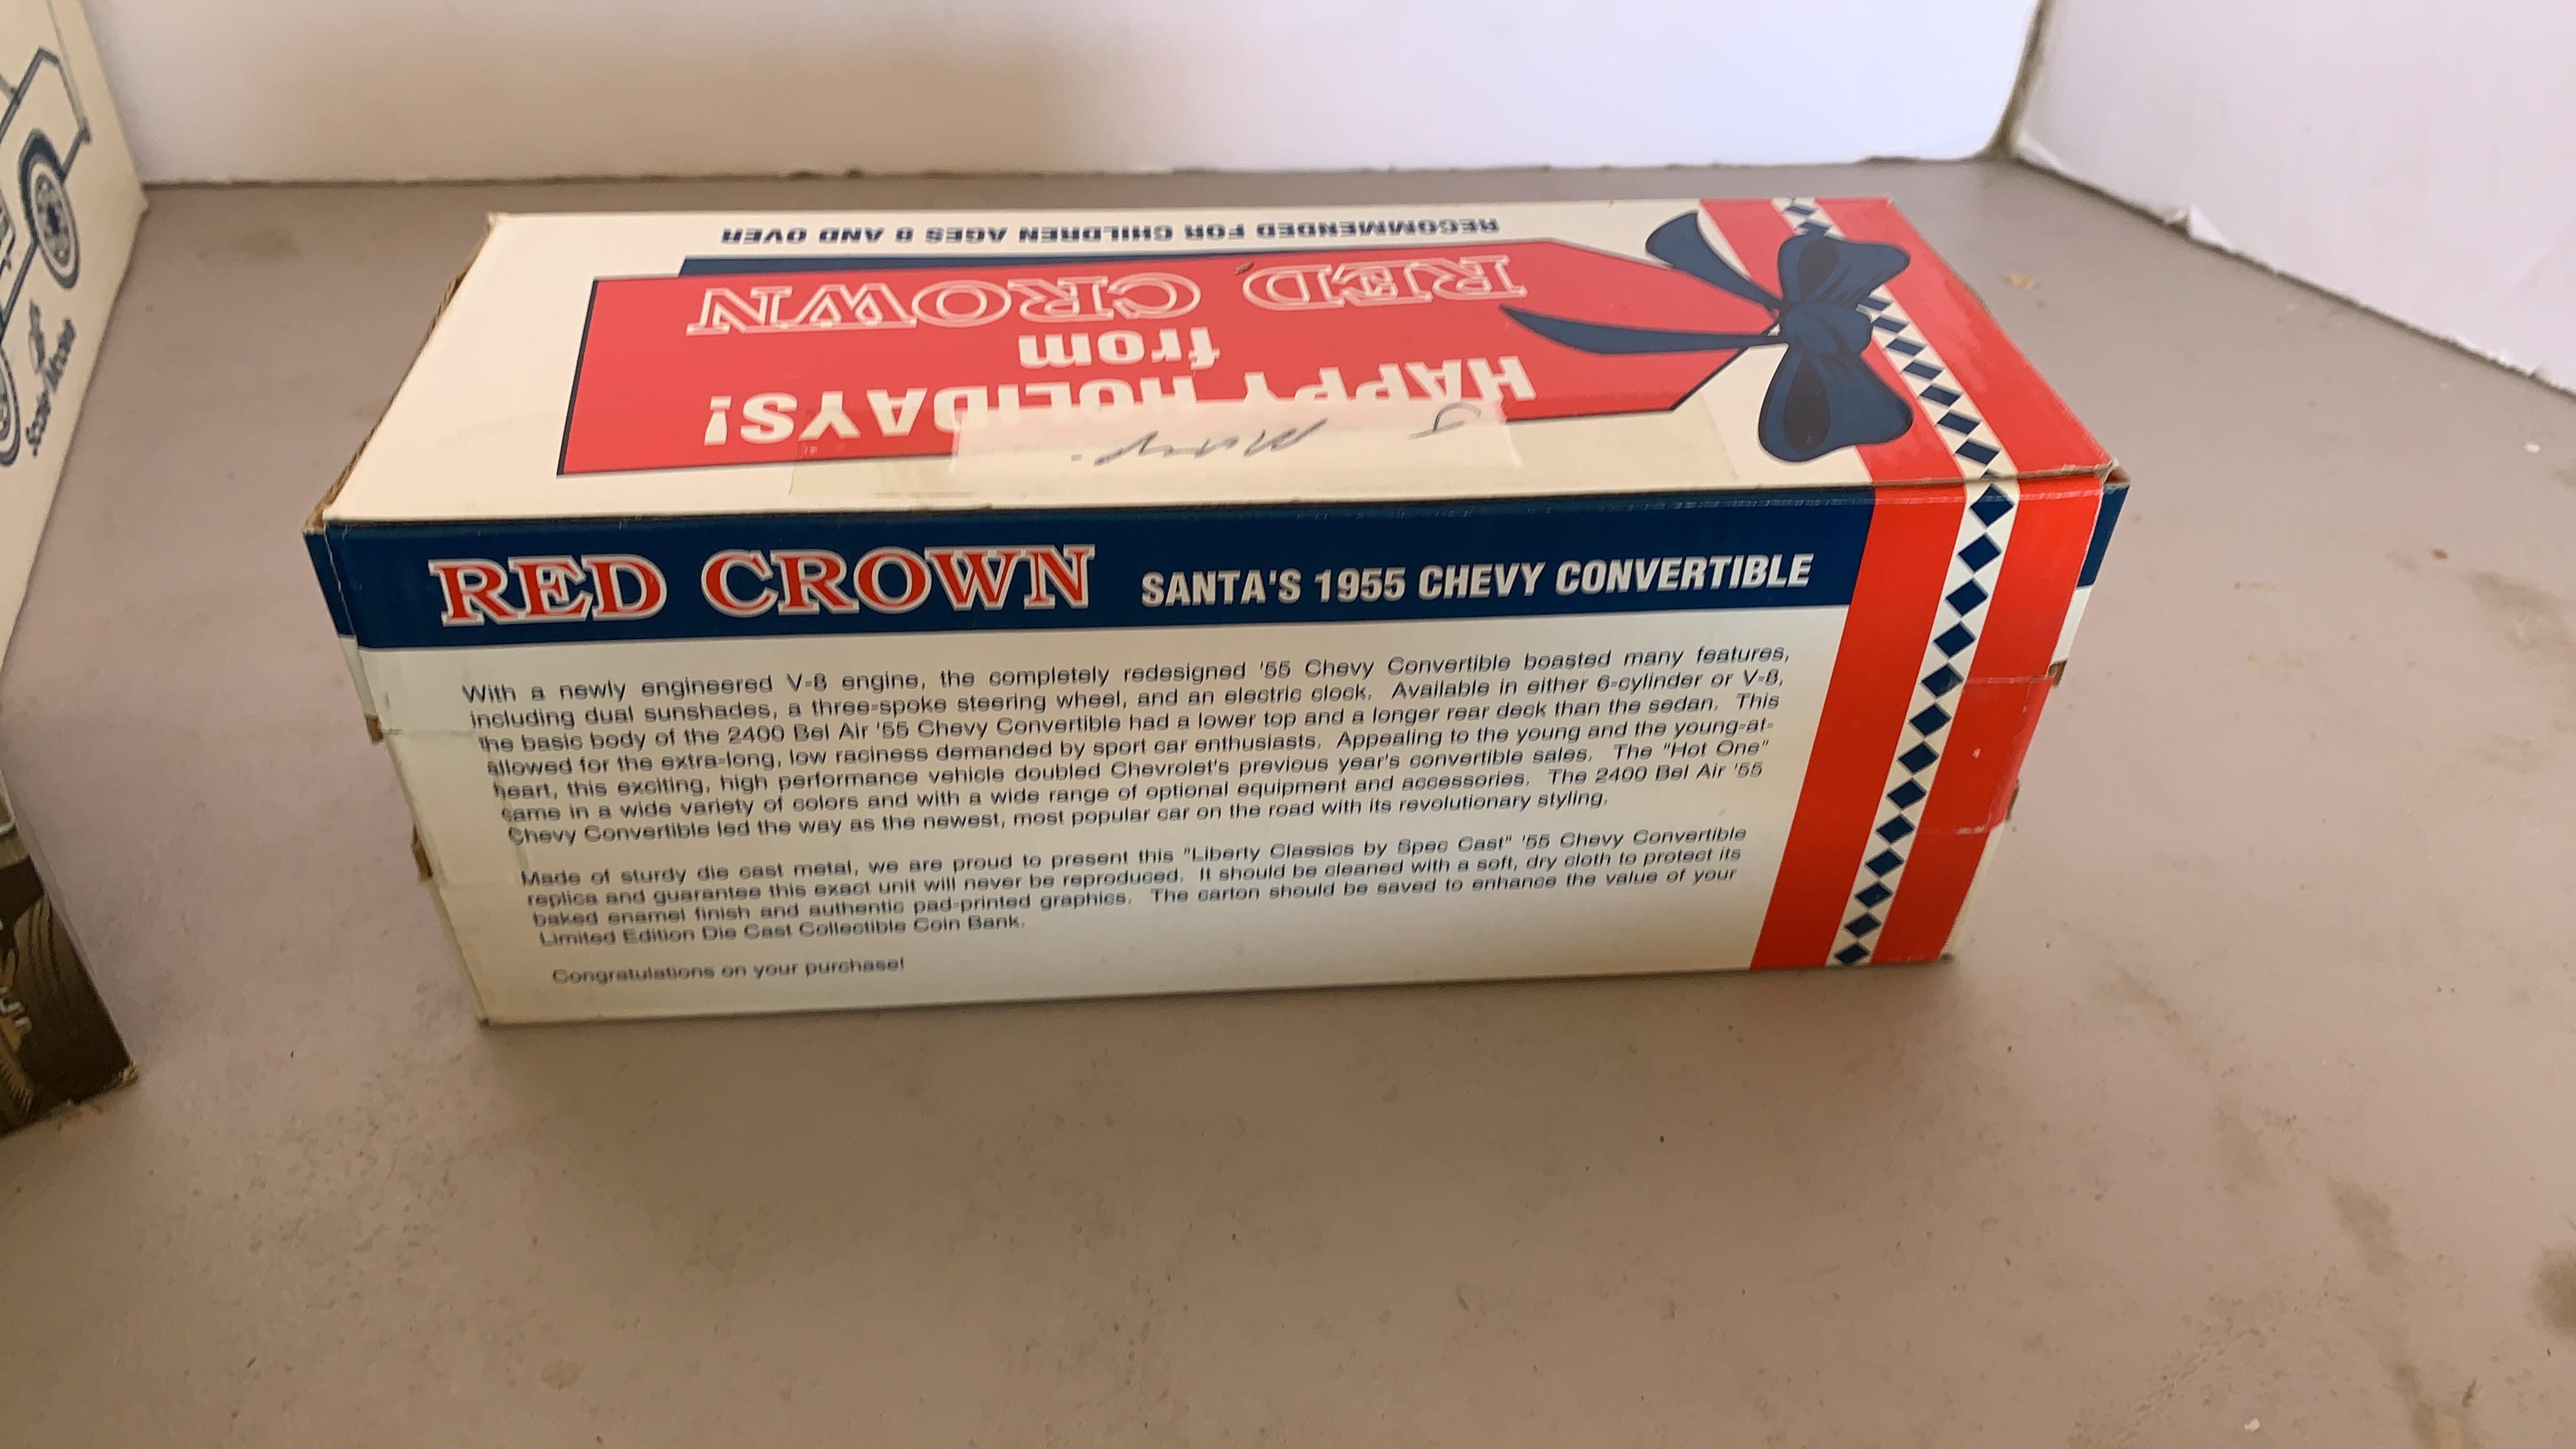 RECOMMENDED FOR CHILDREN AGES 8 AND OVER
HAPPY HOLIDAYS!
from
RED CROWN
RED CROWN SANTA'S 1955 CHEVY CONVERTIBLE
With a newly engineered V-8 engine, the completely redesigned '55 Chevy Convertible boasted many features,
including dual sunshades, a three-spoke steering wheel, and an electric clock. Available in either 6-cylinder or V-8,
the basic body of the 2400 Bel Air '55 Chevy Convertible had a lower top and a longer rear deck than the sedan. This
allowed for the extra-long, low raciness demanded by sport car enthusiasts. Appealing to the young and the young-at-
heart, this exciting, high performance vehicle doubled Chevrolet's previous year's convertible sales. The "Hot One"
came in a wide variety of colors and with a wide range of optional equipment and accessories. The 2400 Bel Air '55
Chevy Convertible led the way as the newest, most popular car on the road with its revolutionary styling.
Made of sturdy die cast metal, we are proud to present this "Liberty Classics by Spec Cast" '55 Chevy Convertible
replica and guarantee this exact unit will never be reproduced. It should be cleaned with a soft, dry cloth to protect its
baked enamel finish and authentic pad-printed graphics. The carton should be saved to enhance the value of your
Limited Edition Die Cast Collectible Coin Bank.
Congratulations on your purchase!